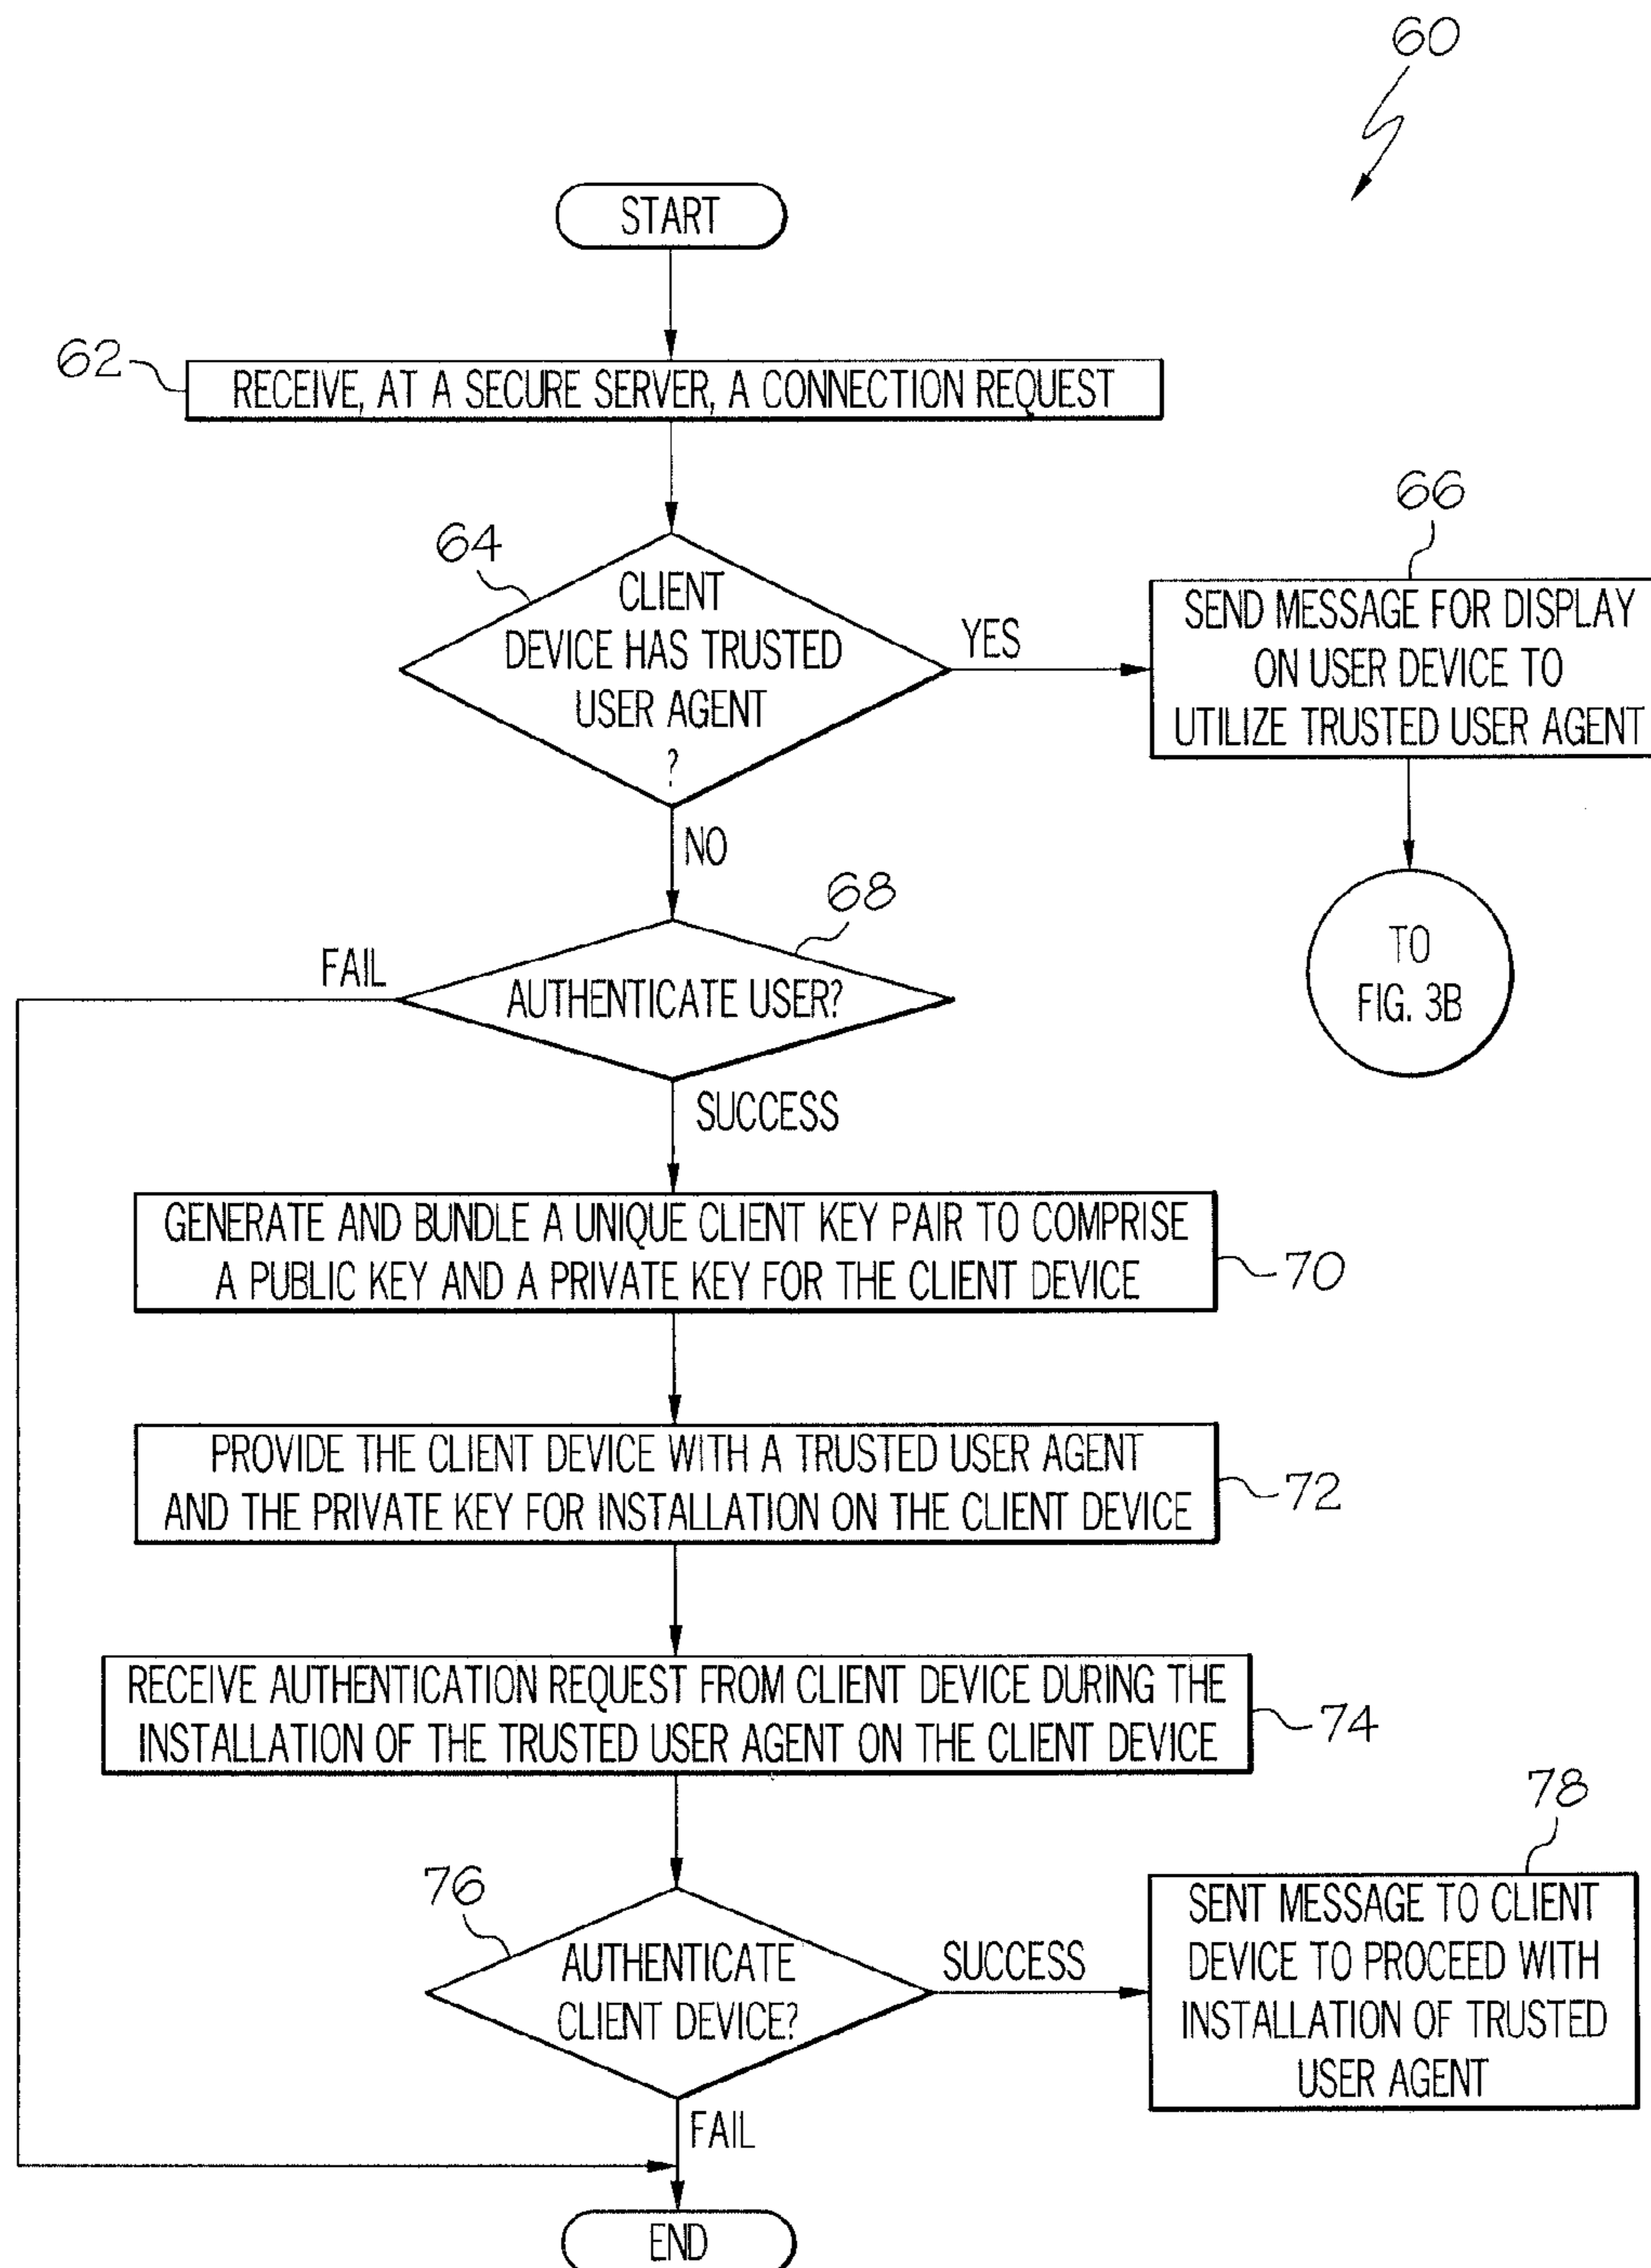 60
START
62
RECEIVE, AT A SECURE SERVER, A CONNECTION REQUEST
64
CLIENT
DEVICE HAS TRUSTED
USER AGENT
?
YES
66
SEND MESSAGE FOR DISPLAY
ON USER DEVICE TO
UTILIZE TRUSTED USER AGENT
NO
TO
FIG. 3B
68
AUTHENTICATE USER?
FAIL
SUCCESS
GENERATE AND BUNDLE A UNIQUE CLIENT KEY PAIR TO COMPRISE
A PUBLIC KEY AND A PRIVATE KEY FOR THE CLIENT DEVICE
70
PROVIDE THE CLIENT DEVICE WITH A TRUSTED USER AGENT
AND THE PRIVATE KEY FOR INSTALLATION ON THE CLIENT DEVICE
72
RECEIVE AUTHENTICATION REQUEST FROM CLIENT DEVICE DURING THE
INSTALLATION OF THE TRUSTED USER AGENT ON THE CLIENT DEVICE
74
76
AUTHENTICATE
CLIENT DEVICE?
SUCCESS
78
SENT MESSAGE TO CLIENT
DEVICE TO PROCEED WITH
INSTALLATION OF TRUSTED
USER AGENT
FAIL
END